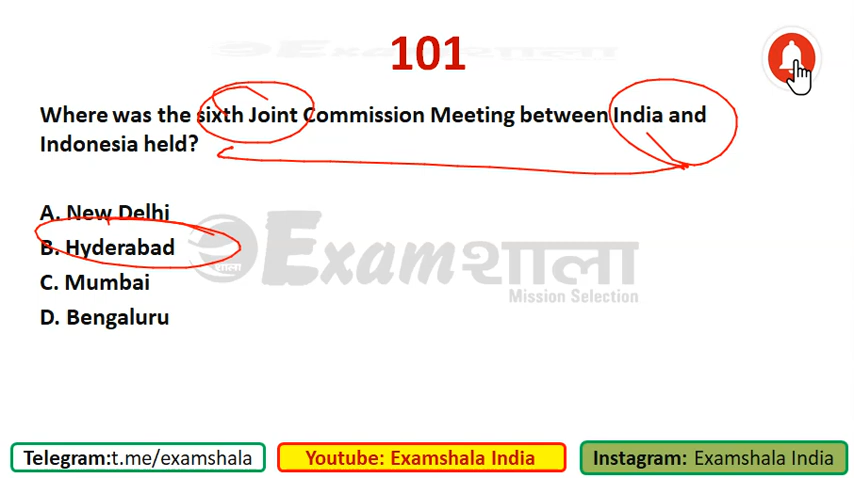 101
Where was the sixth Joint Commission Meeting between India and
Indonesia held?
A. New Delhi
B. Hyderabad
C. Mumbai
D. Bengaluru
Examशाला
शाला
Mission Selection
Telegram:t.me/examshala
Youtube: Examshala India
Instagram: Examshala India